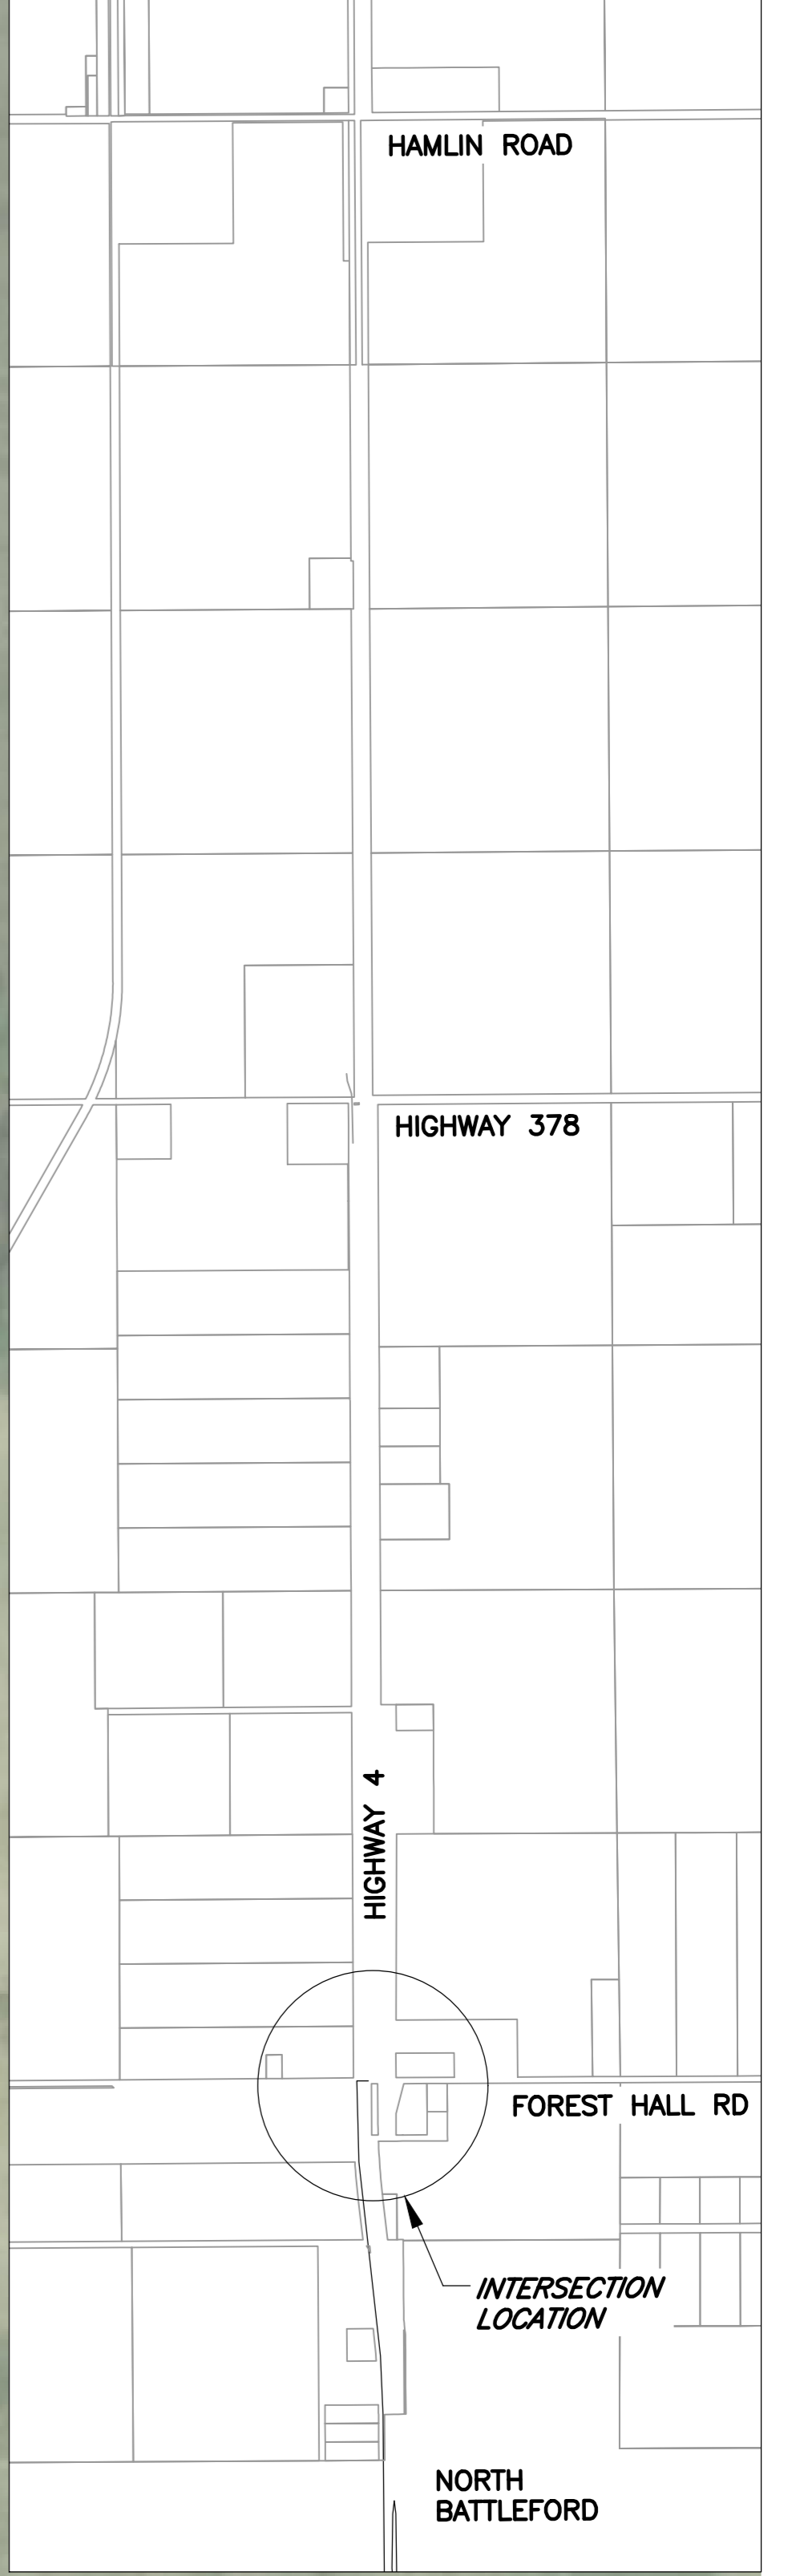 HAMLIN ROAD
HIGHWAY 378
HIGHWAY 4
FOREST HALL RD
INTERSECTION
LOCATION
NORTH
BATTLEFORD